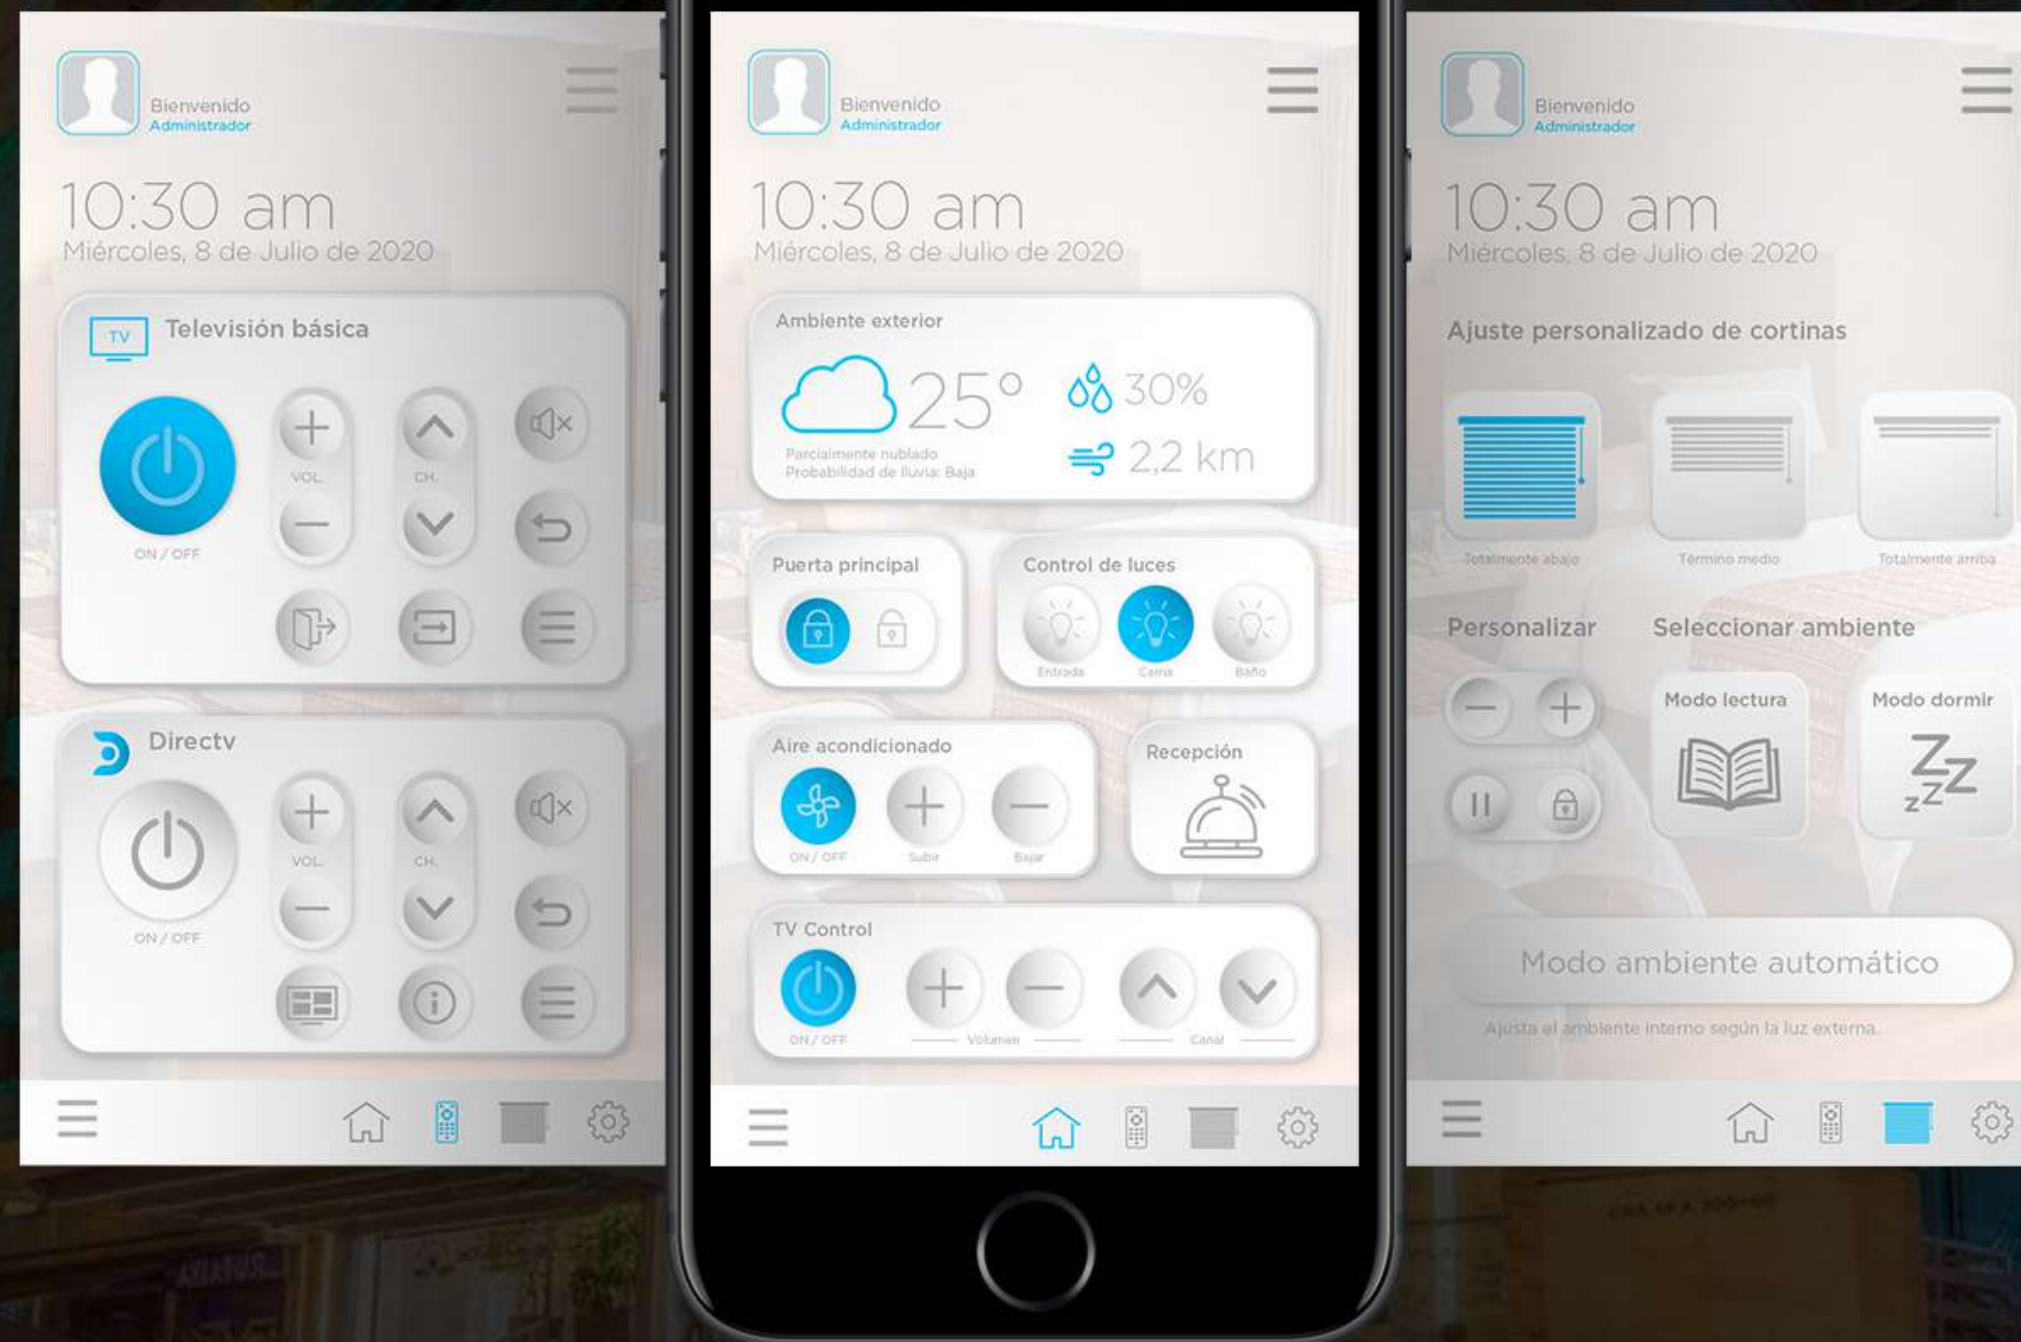 Bienvenido
Administrador
10:30 am
Miércoles, 8 de Julio de 2020
TV
Televisión básica
VOL.
CH.
ON / OFF
Directv
VOL.
CH.
ON / OFF
Bienvenido
Administrador
10:30 am
Miércoles, 8 de Julio de 2020
Ambiente exterior
25° 30%
2,2 km
Parcialmente nublado
Probabilidad de lluvia: Baja
Puerta principal
Control de luces
Entrada Cama Baño
Aire acondicionado
ON / OFF Subir Bajar
Recepción
TV Control
ON / OFF Volumen Canal
Bienvenido
Administrador
10:30 am
Miércoles, 8 de Julio de 2020
Ajuste personalizado de cortinas
Totalmente abajo Término medio Totalmente arriba
Personalizar Seleccionar ambiente
Modo lectura Modo dormir
ZZZZ
Modo ambiente automático
Ajusta el ambiente interno según la luz externa.